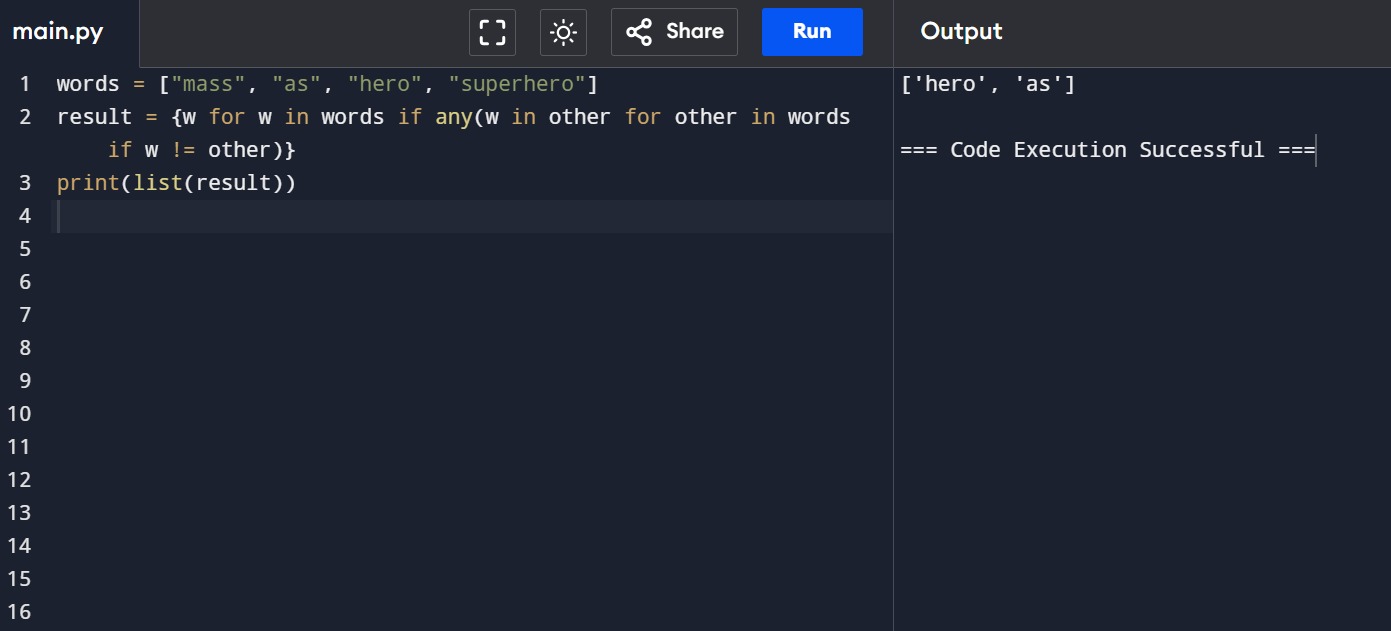 main.py
Share
Run
Output
1 words = ["mass", "as", "hero", "superhero"]
2 result = {w for w in words if any(w in other for other in words
if w != other)}
3 print(list(result))
4
5
6
7
8
9
10
11
12
13
14
15
16
['hero', 'as']
=== Code Execution Successful ===